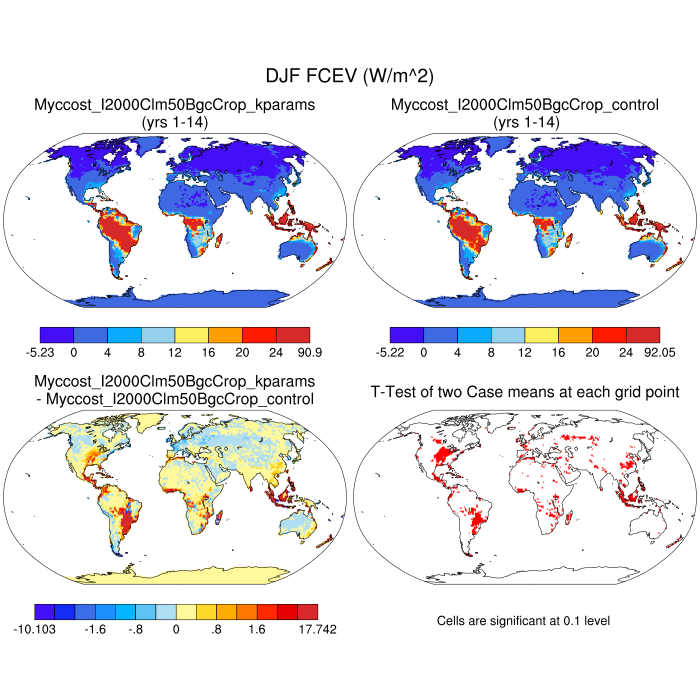 DJF FCEV (W/m^2)
Myccost_I2000Clm50BgcCrop_kparams
(yrs 1-14)
Myccost_I2000Clm50BgcCrop_control
(yrs 1-14)
-5.23 0 4 8 12 16 20 24 90.9
-5.22 0 4 8 12 16 20 24 92.05
Myccost_I2000Clm50BgcCrop_kparams
- Myccost_I2000Clm50BgcCrop_control
T-Test of two Case means at each grid point
-10.103 -1.6 -.8 0 .8 1.6 17.742
Cells are significant at 0.1 level